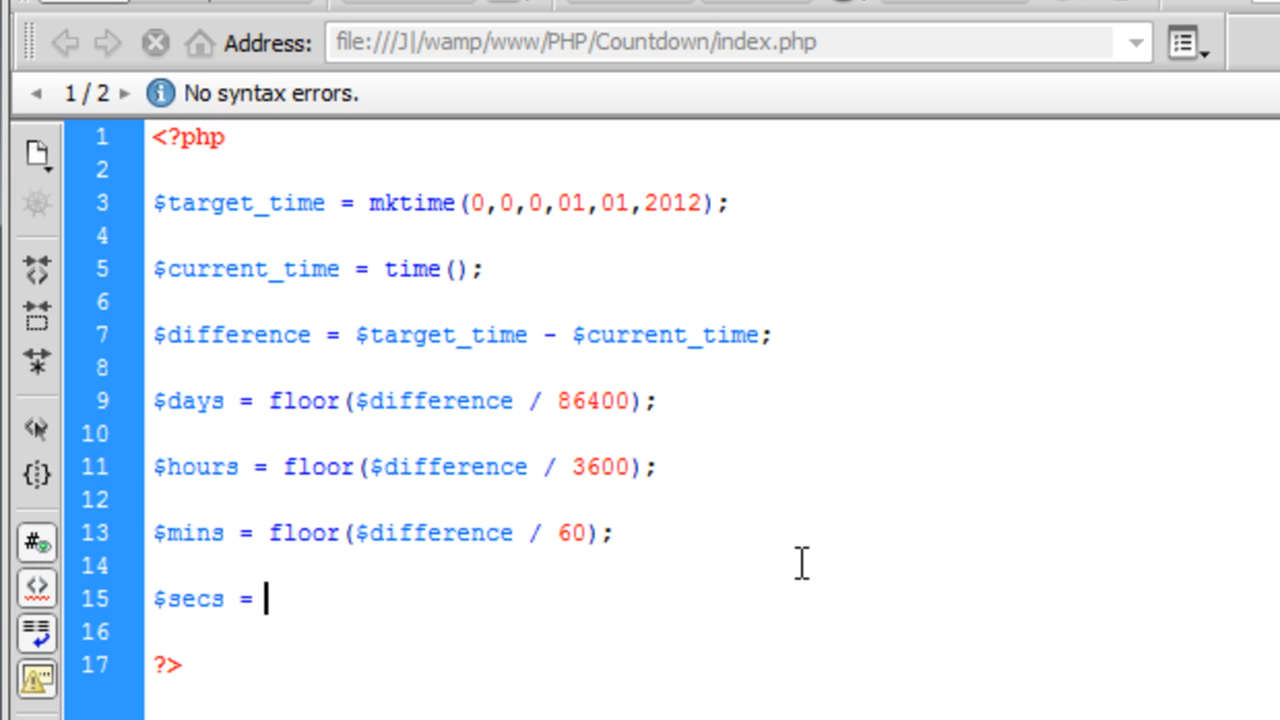 Address: file:///J|/wamp/www/PHP/Countdown/index.php
1 / 2 No syntax errors.
1 <?php
2
3 $target_time = mktime(0,0,0,01,01,2012);
4
5 $current_time = time();
6
7 $difference = $target_time - $current_time;
8
9 $days = floor($difference / 86400);
10
11 $hours = floor($difference / 3600);
12
13 $mins = floor($difference / 60);
14
15 $secs =
16
17 ?>